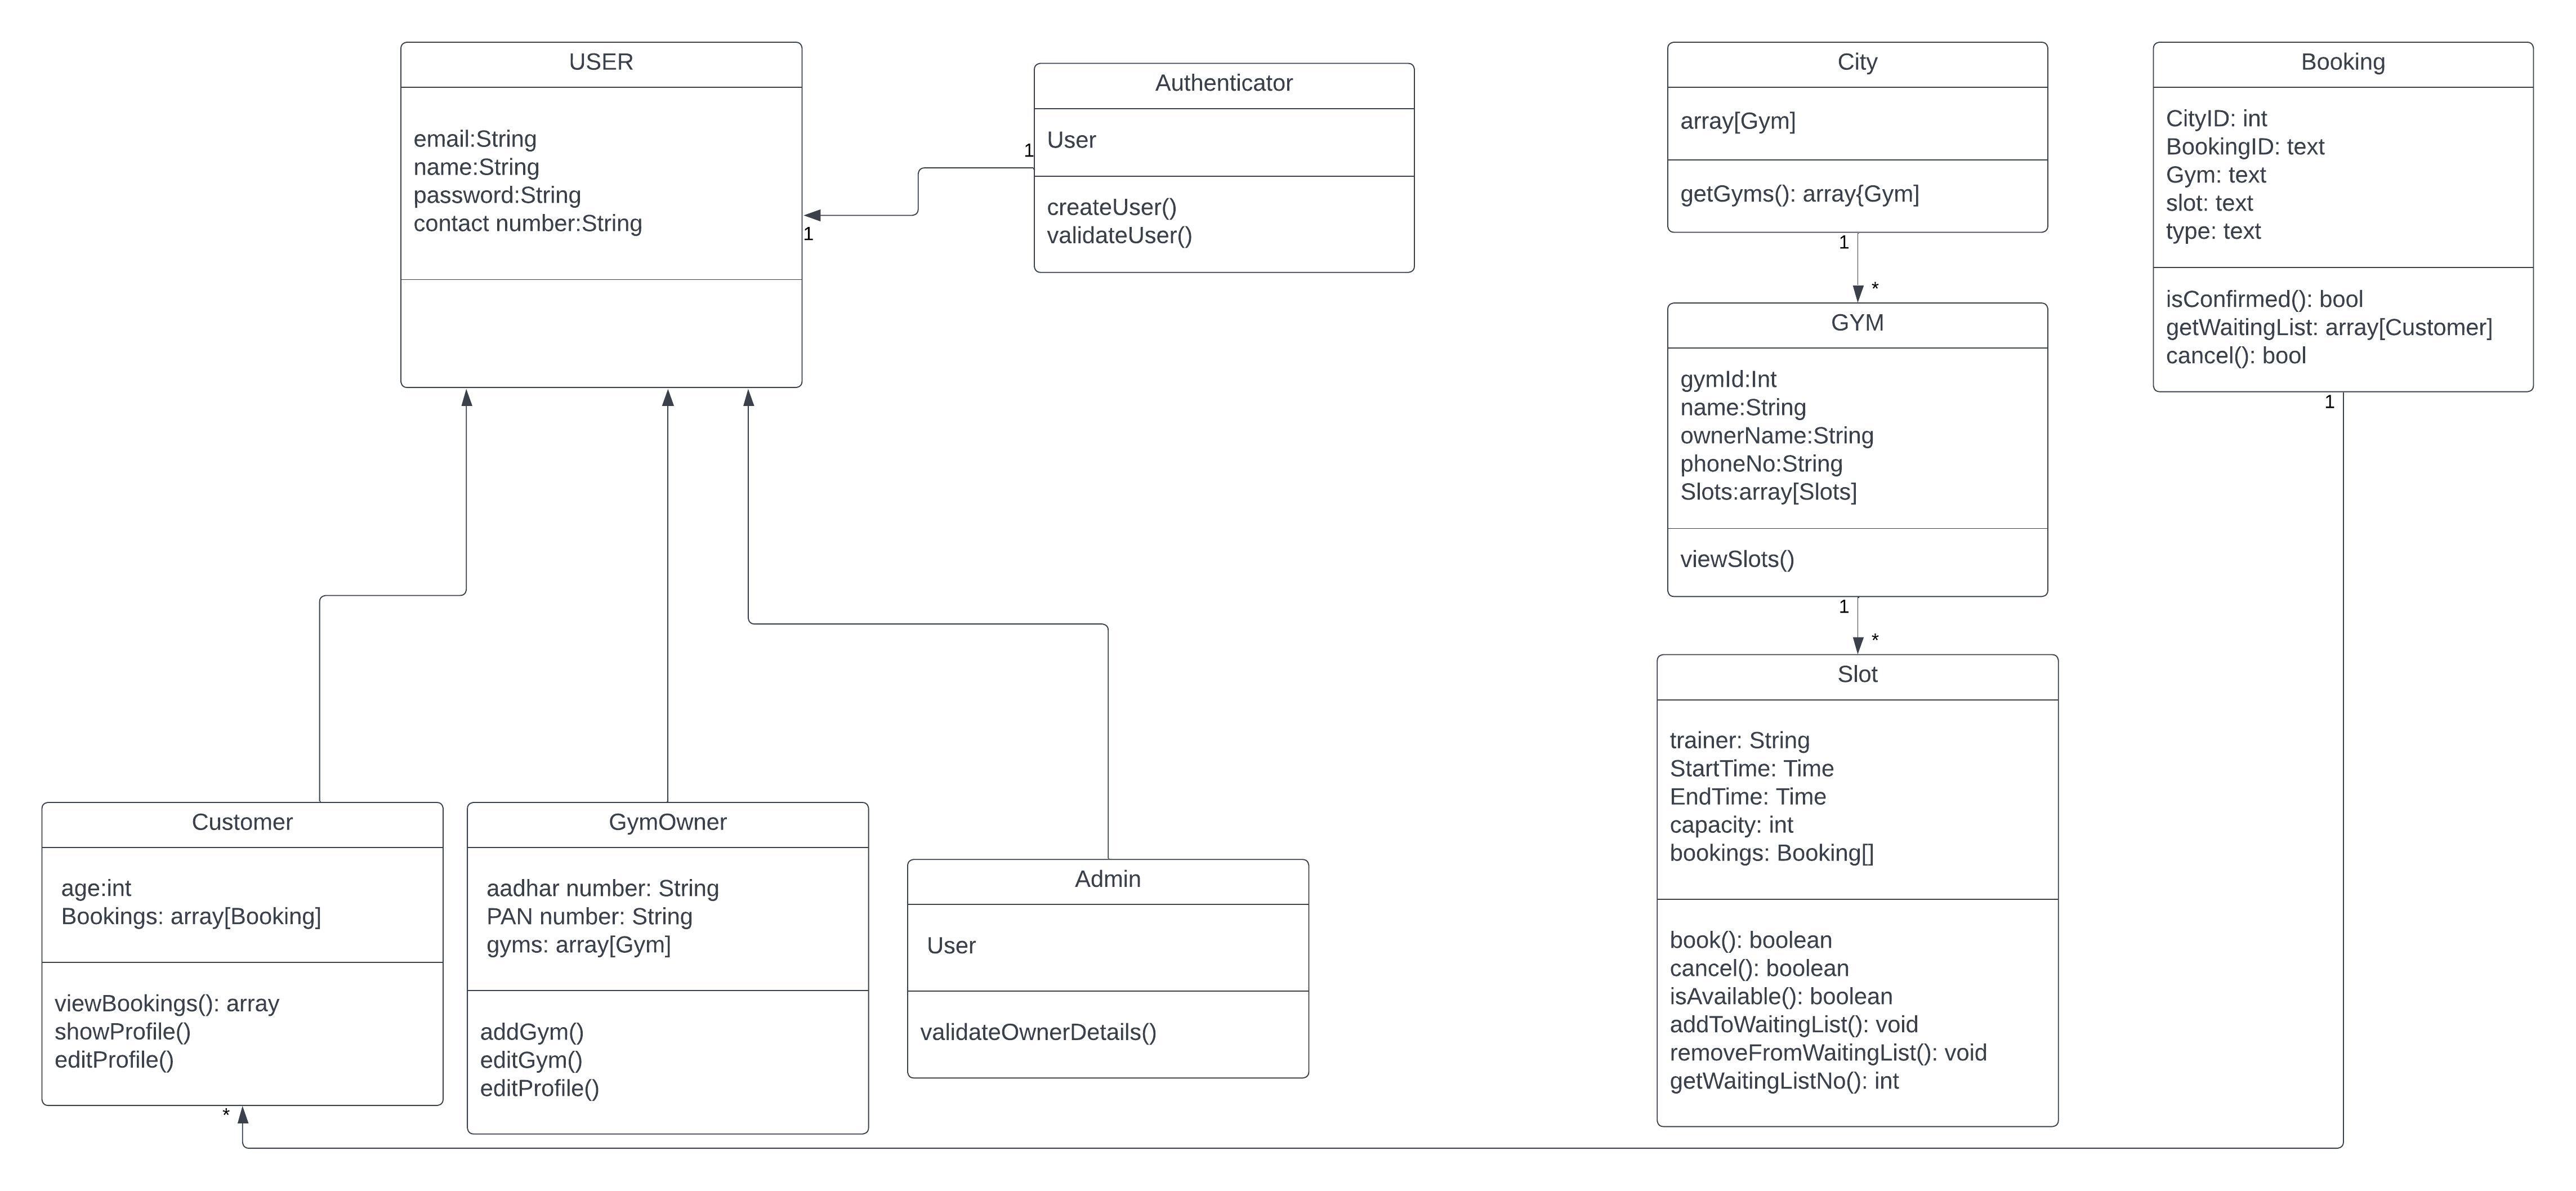 USER
email:String
name:String
password:String
contact number:String
1
Authenticator
User
createUser()
validateUser()
1
City
array[Gym]
getGyms(): array{Gym]
1
*
GYM
gymId:Int
name:String
ownerName:String
phoneNo:String
Slots:array[Slots]
viewSlots()
1
*
Slot
trainer: String
StartTime: Time
EndTime: Time
capacity: int
bookings: Booking[]
book(): boolean
cancel(): boolean
isAvailable(): boolean
addToWaitingList(): void
removeFromWaitingList(): void
getWaitingListNo(): int
Booking
CityID: int
BookingID: text
Gym: text
slot: text
type: text
isConfirmed(): bool
getWaitingList: array[Customer]
cancel(): bool
1
Customer
age:int
Bookings: array[Booking]
viewBookings(): array
showProfile()
editProfile()
*
GymOwner
aadhar number: String
PAN number: String
gyms: array[Gym]
addGym()
editGym()
editProfile()
Admin
User
validateOwnerDetails()